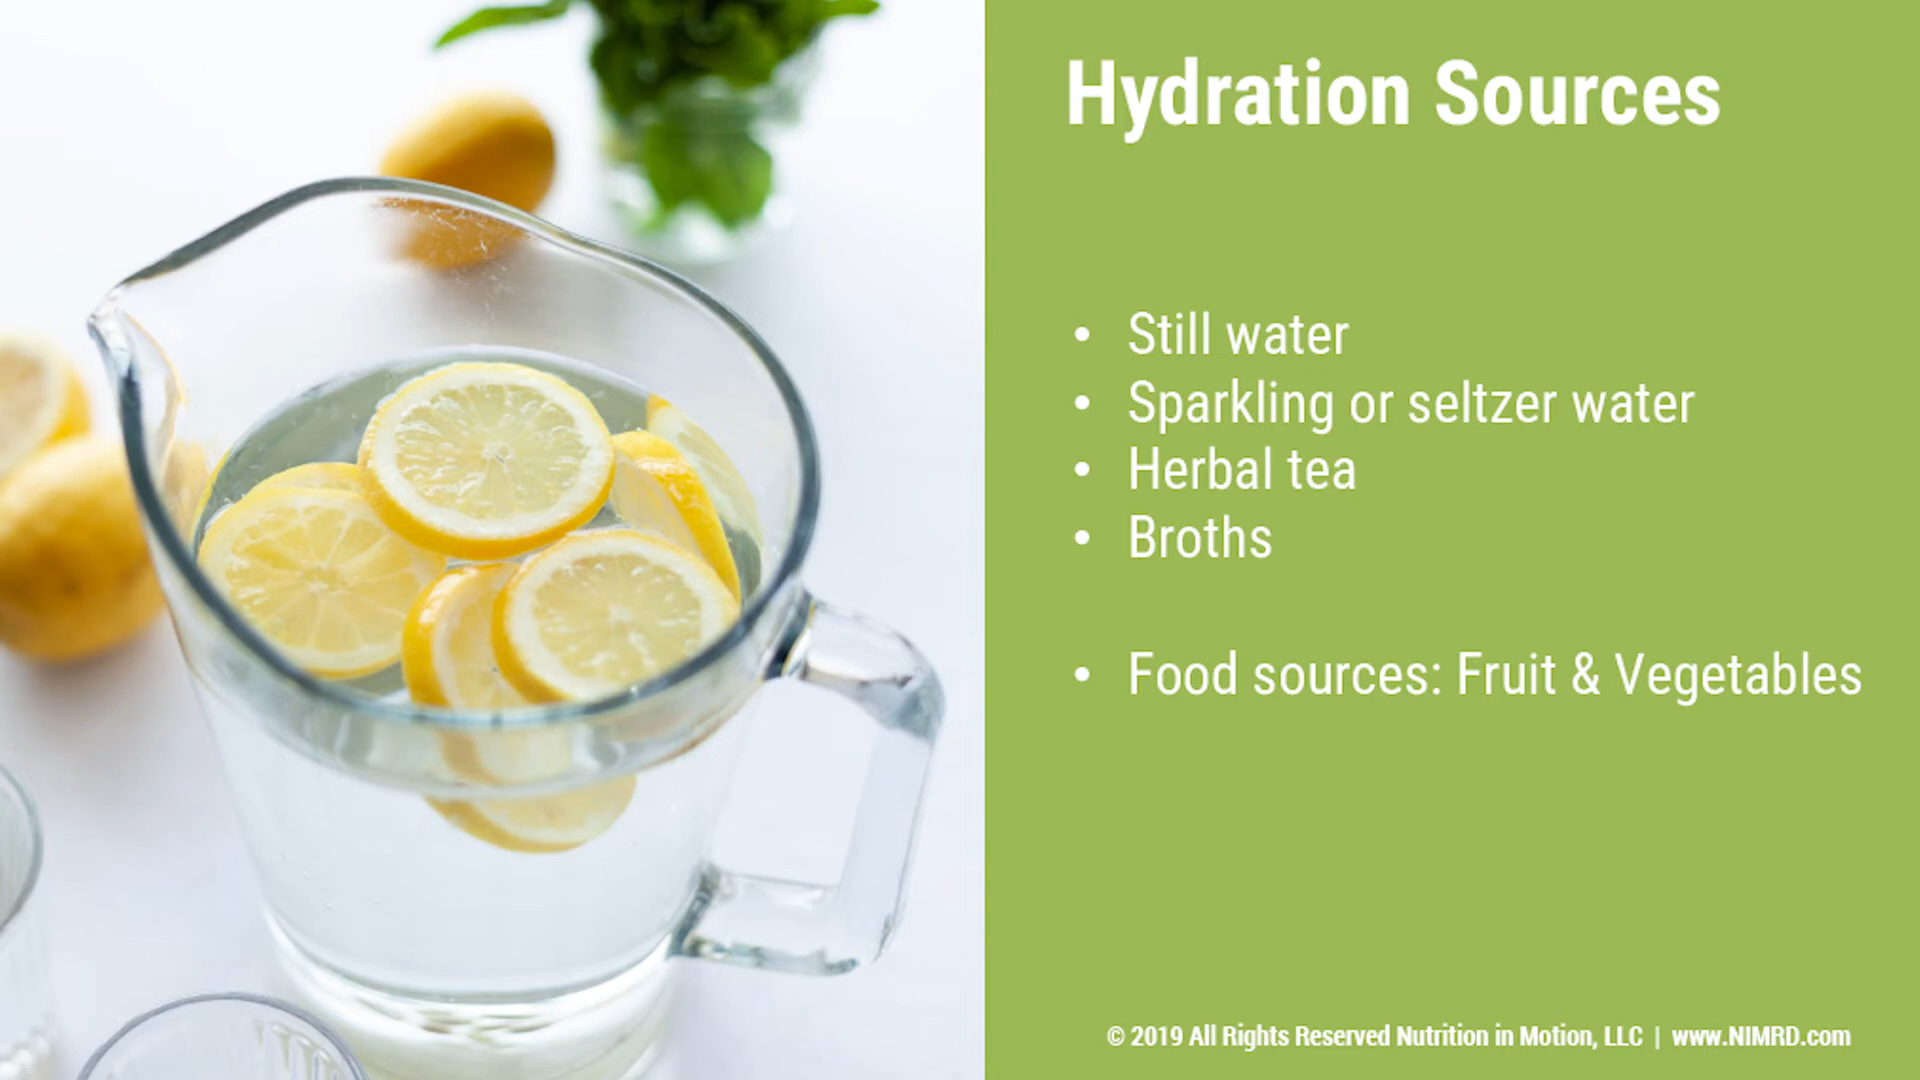 Hydration Sources
• Still water
• Sparkling or seltzer water
• Herbal tea
• Broths
• Food sources: Fruit & Vegetables
© 2019 All Rights Reserved Nutrition in Motion, LLC | www.NIMRD.com